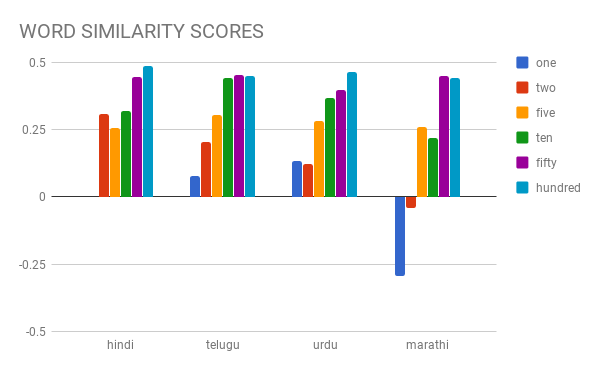 WORD SIMILARITY SCORES
0.5
0.25
0
-0.25
-0.5
hindi
telugu
urdu
marathi
one
two
five
ten
fifty
hundred